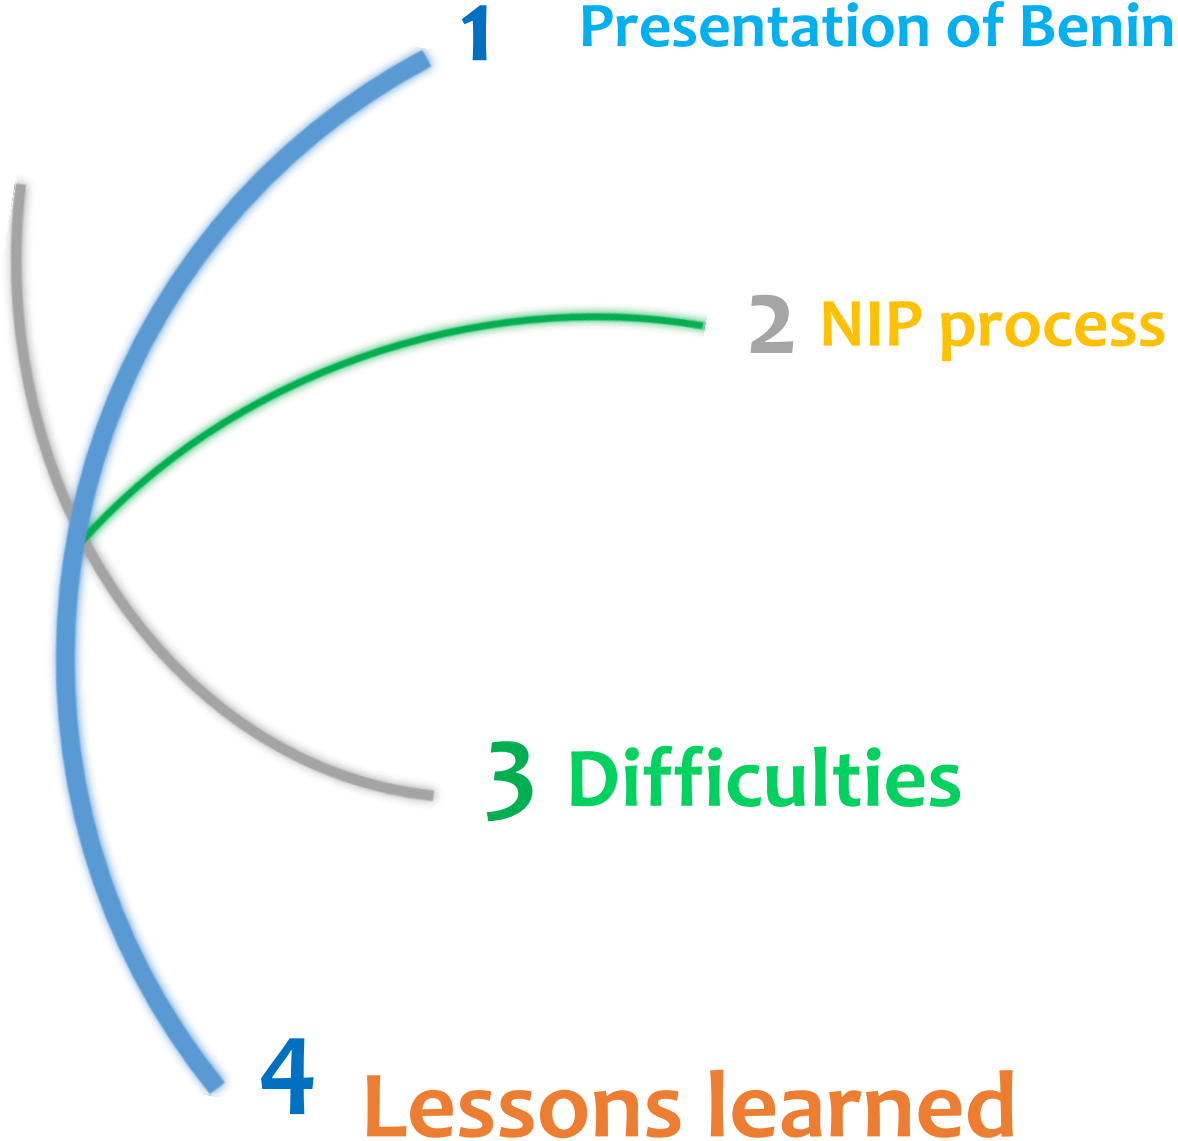 1 Presentation of Benin
2 NIP process
3 Difficulties
4 Lessons learned